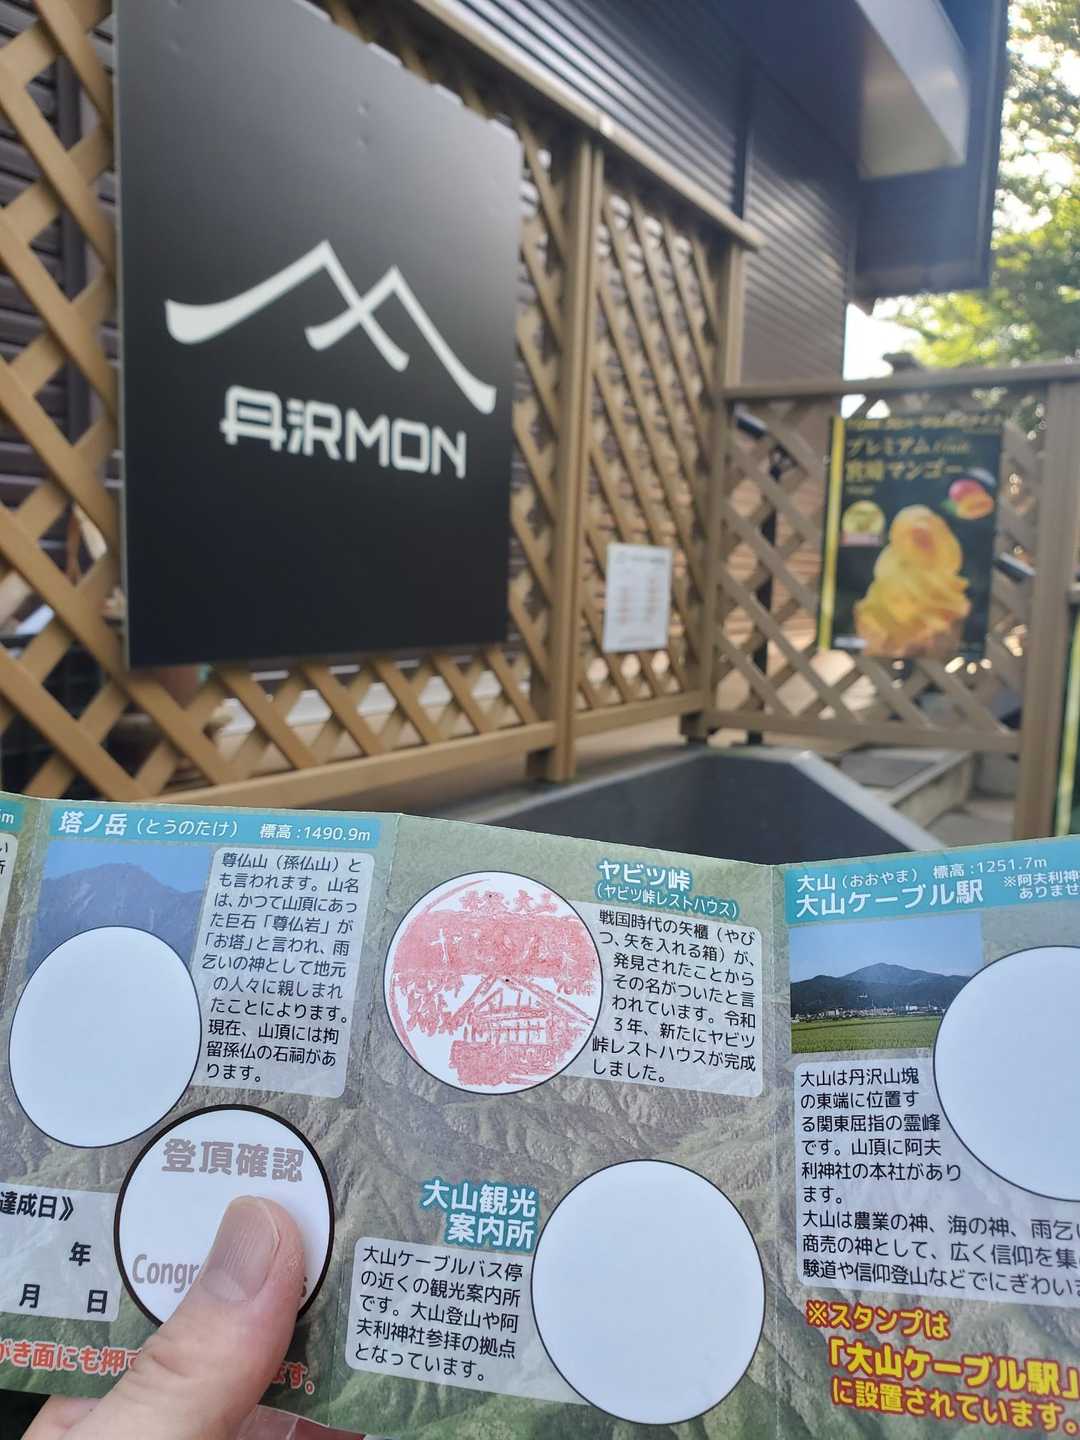 丹沢MON
プレミアム
宮崎マンゴー
塔ノ岳（とうのたけ） 標高:1490.9m
尊仏山（孫仏山）と
も言われます。山名
は、かつて山頂にあっ
た巨石「尊仏岩」が
「お塔」と言われ、雨
乞いの神として地元
の人々に親しまれ
たことによります。
現在、山頂には拘
留孫仏の石祠があ
ります。
登頂確認
達成日》
年
月 日
がき面にも押す
ます。
ヤビツ峠
（ヤビツ峠レストハウス）
戦国時代の矢櫃（やび
つ、矢を入れる箱）が、
発見されたことから
その名がついたと言
われています。令和
３年、新たにヤビツ
峠レストハウスが完成
しました。
大山観光
案内所
大山ケーブルバス停
の近くの観光案内所
です。大山登山や阿
夫利神社参拝の拠点
となっています。
大山（おおやま） 標高:1251.7m
大山ケーブル駅
※阿夫利神
ありませ
大山は丹沢山塊
の東端に位置す
る関東屈指の霊峰
です。山頂に阿夫
利神社の本社があり
ます。
大山は農業の神、海の神、雨乞い
商売の神として、広く信仰を集
験道や信仰登山などでにぎわい
※スタンプは
「大山ケーブル駅」
に設置されています。